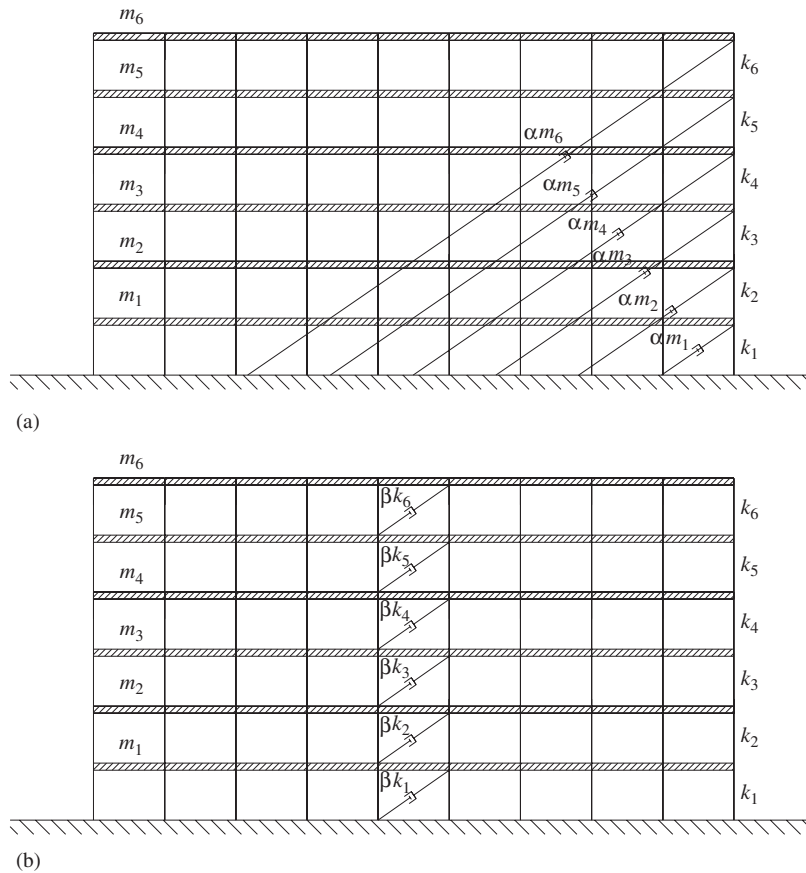 m₆
m₅ k₆
m₄ αm₆ k₅
m₃ αm₅ k₄
m₂ αm₄ k₃
αm₃
m₁ αm₂ k₂
αm₁ k₁
(a)
m₆
βk₆ k₆
m₅
βk₅ k₅
m₄
βk₄ k₄
m₃
βk₃ k₃
m₂
βk₂ k₂
m₁
βk₁ k₁
(b)